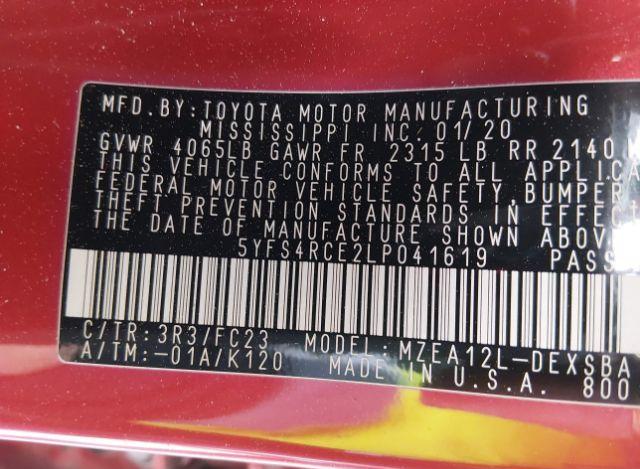 MFD. BY: TOYOTA MOTOR MANUFACTURING
MISSISSIPPI INC. 01/20
GVWR 4065LB GAWR FR 2315 LB RR 2140
THIS VEHICLE CONFORMS TO ALL APPLICA
FEDERAL MOTOR VEHICLE SAFETY, BUMPER
THEFT PREVENTION STANDARDS IN EFFEC
THE DATE OF MANUFACTURE SHOWN ABOV
5YFS4RCE2LP041619 PASS
C/TR: 3R3/FC23 MODEL: MZEA12L-DEXSBA
A/TM: -01A/K120 MADE IN U.S.A. 800